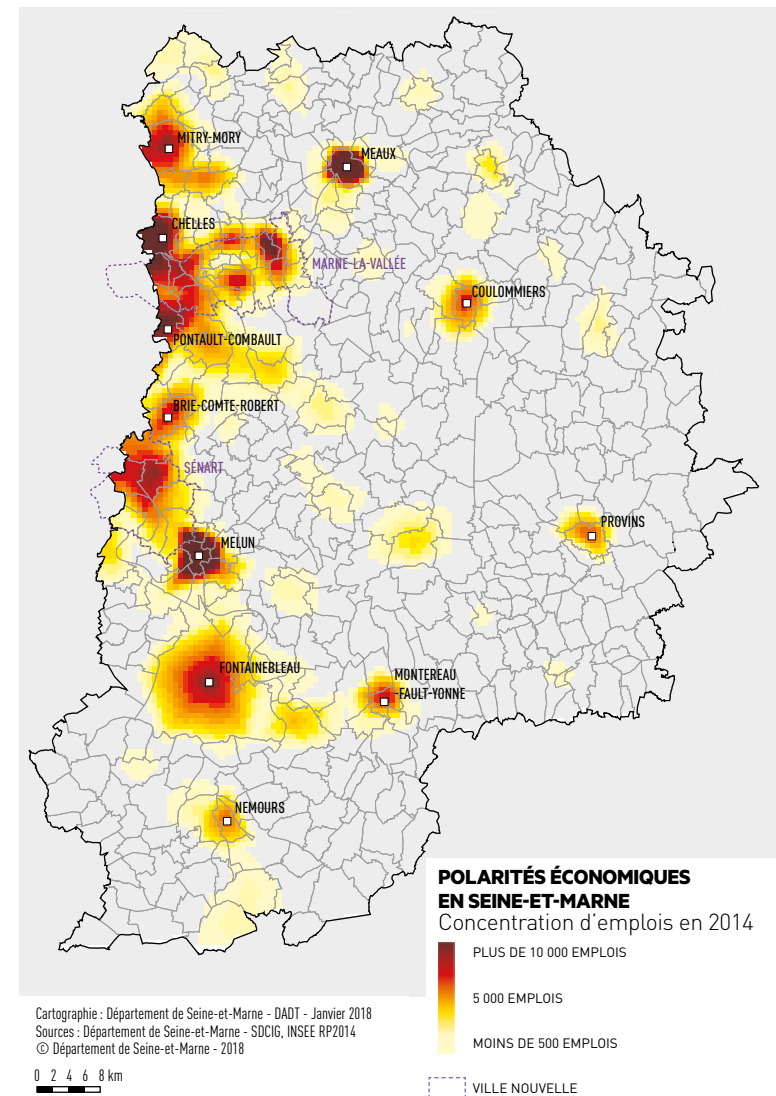 MITRY-MORY
MEAUX
CHELLES
MARNE-LA-VALLÉE
COULOMMIERS
PONTAULT-COMBAULT
BRIE-COMTE-ROBERT
SÉNART
PROVINS
MELUN
FONTAINEBLEAU
MONTEREAU
-FAULT-YONNE
NEMOURS
POLARITÉS ÉCONOMIQUES
EN SEINE-ET-MARNE
Concentration d'emplois en 2014
PLUS DE 10 000 EMPLOIS
5 000 EMPLOIS
MOINS DE 500 EMPLOIS
VILLE NOUVELLE
Cartographie : Département de Seine-et-Marne - DADT - Janvier 2018
Sources : Département de Seine-et-Marne - SDCIG, INSEE RP2014
© Département de Seine-et-Marne - 2018
0 2 4 6 8 km